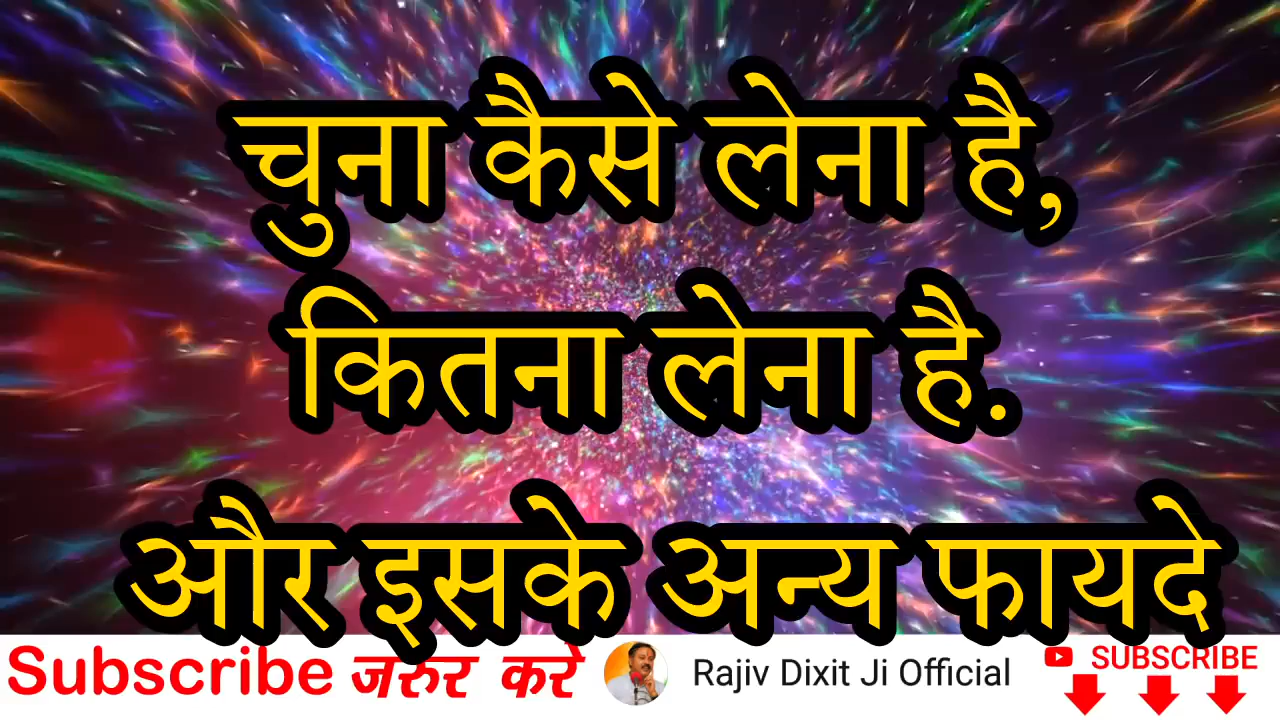 चुना कैसे लेना है,
कितना लेना है.
और इसके अन्य फायदे
Subscribe जरुर करे Rajiv Dixit Ji Official SUBSCRIBE